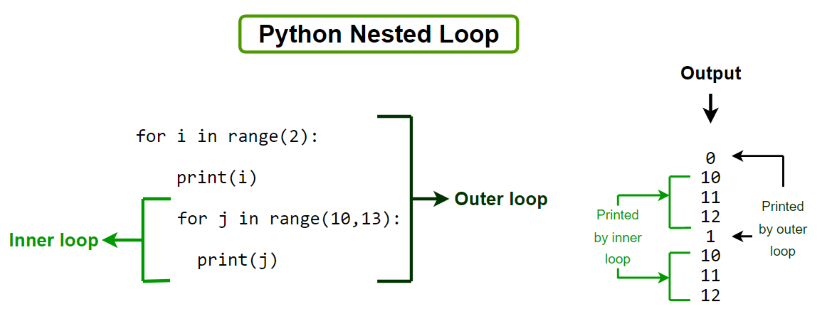 Python Nested Loop
for i in range(2):
print(i)
for j in range(10,13):
print(j)
Inner loop
Outer loop
Output
0
10
11
12
1
10
11
12
Printed
by inner
loop
Printed
by outer
loop